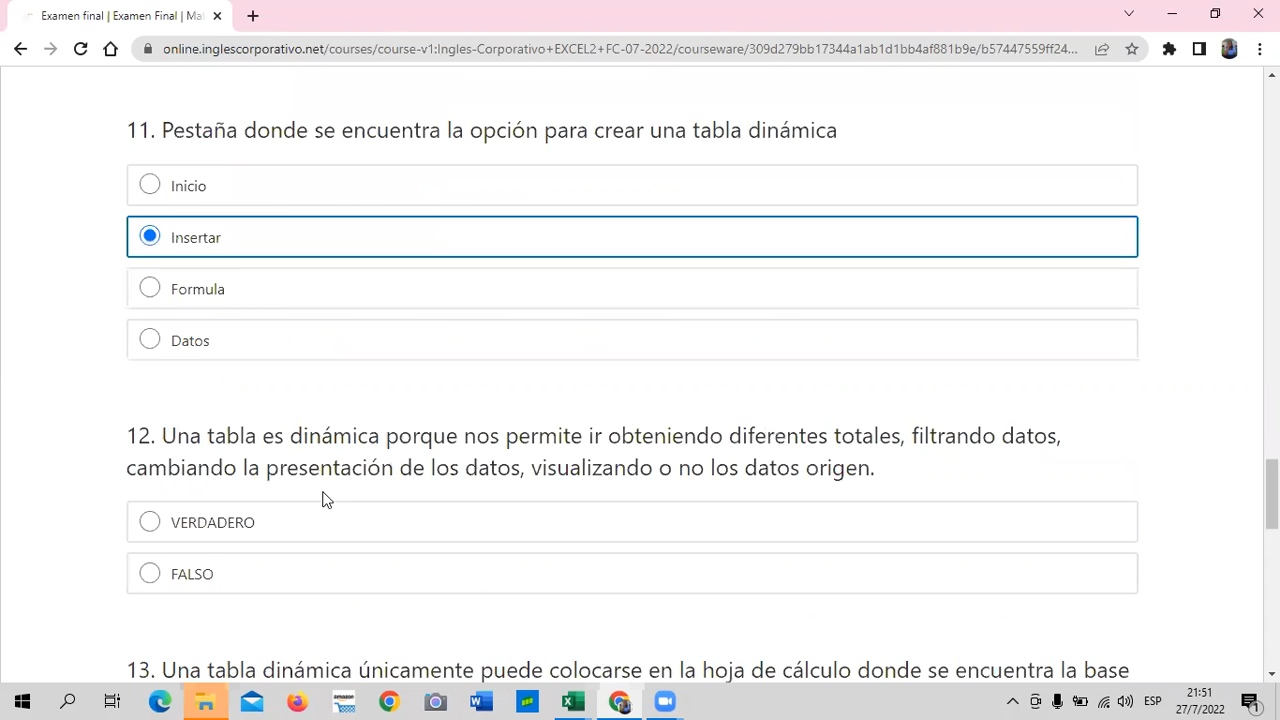 Examen final | Examen Final | Mat
online.inglescorporativo.net/courses/course-v1:Ingles-Corporativo+EXCEL2+FC-07-2022/courseware/309d279bb17344a1ab1d1bb4af881b9e/b57447559ff24...
11. Pestaña donde se encuentra la opción para crear una tabla dinámica
Inicio
Insertar
Formula
Datos
12. Una tabla es dinámica porque nos permite ir obteniendo diferentes totales, filtrando datos,
cambiando la presentación de los datos, visualizando o no los datos origen.
VERDADERO
FALSO
13. Una tabla dinámica únicamente puede colocarse en la hoja de cálculo donde se encuentra la base
ESP
21:51
27/7/2022